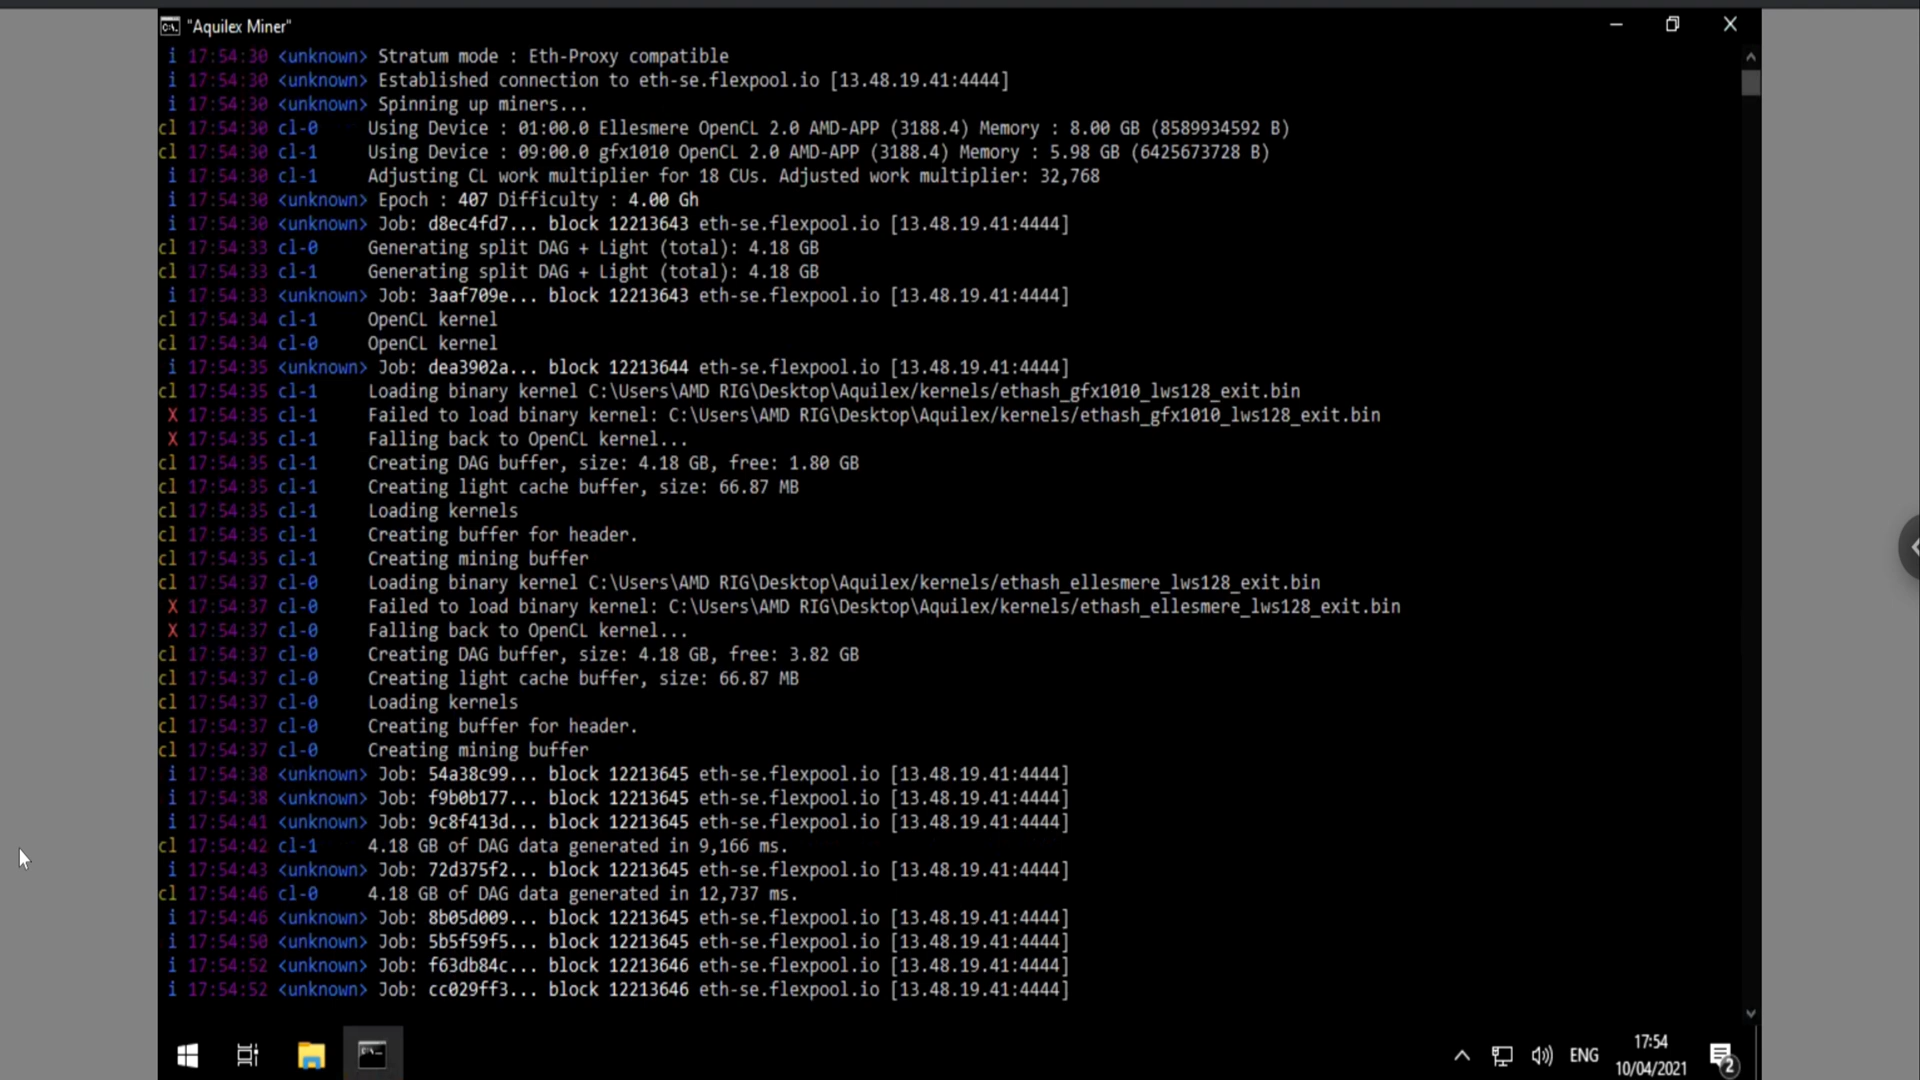 "Aquilex Miner"
i 17:54:30 <unknown> Stratum mode : Eth-Proxy compatible
i 17:54:30 <unknown> Established connection to eth-se.flexpool.io [13.48.19.41:4444]
i 17:54:30 <unknown> Spinning up miners...
cl 17:54:30 cl-0 Using Device : 01:00.0 Ellesmere OpenCL 2.0 AMD-APP (3188.4) Memory : 8.00 GB (8589934592 B)
cl 17:54:30 cl-1 Using Device : 09:00.0 gfx1010 OpenCL 2.0 AMD-APP (3188.4) Memory : 5.98 GB (6425673728 B)
i 17:54:30 cl-1 Adjusting CL work multiplier for 18 CUs. Adjusted work multiplier: 32,768
i 17:54:30 <unknown> Epoch : 407 Difficulty : 4.00 Gh
i 17:54:30 <unknown> Job: d8ec4fd7... block 12213643 eth-se.flexpool.io [13.48.19.41:4444]
cl 17:54:33 cl-0 Generating split DAG + Light (total): 4.18 GB
cl 17:54:33 cl-1 Generating split DAG + Light (total): 4.18 GB
i 17:54:33 <unknown> Job: 3aaf709e... block 12213643 eth-se.flexpool.io [13.48.19.41:4444]
cl 17:54:34 cl-1 OpenCL kernel
cl 17:54:34 cl-0 OpenCL kernel
i 17:54:35 <unknown> Job: dea3902a... block 12213644 eth-se.flexpool.io [13.48.19.41:4444]
cl 17:54:35 cl-1 Loading binary kernel C:\Users\AMD RIG\Desktop\Aquilex/kernels/ethash_gfx1010_lws128_exit.bin
X 17:54:35 cl-1 Failed to load binary kernel: C:\Users\AMD RIG\Desktop\Aquilex/kernels/ethash_gfx1010_lws128_exit.bin
X 17:54:35 cl-1 Falling back to OpenCL kernel...
cl 17:54:35 cl-1 Creating DAG buffer, size: 4.18 GB, free: 1.80 GB
cl 17:54:35 cl-1 Creating light cache buffer, size: 66.87 MB
cl 17:54:35 cl-1 Loading kernels
cl 17:54:35 cl-1 Creating buffer for header.
cl 17:54:35 cl-1 Creating mining buffer
cl 17:54:37 cl-0 Loading binary kernel C:\Users\AMD RIG\Desktop\Aquilex/kernels/ethash_ellesmere_lws128_exit.bin
X 17:54:37 cl-0 Failed to load binary kernel: C:\Users\AMD RIG\Desktop\Aquilex/kernels/ethash_ellesmere_lws128_exit.bin
X 17:54:37 cl-0 Falling back to OpenCL kernel...
cl 17:54:37 cl-0 Creating DAG buffer, size: 4.18 GB, free: 3.82 GB
cl 17:54:37 cl-0 Creating light cache buffer, size: 66.87 MB
cl 17:54:37 cl-0 Loading kernels
cl 17:54:37 cl-0 Creating buffer for header.
cl 17:54:37 cl-0 Creating mining buffer
i 17:54:38 <unknown> Job: 54a38c99... block 12213645 eth-se.flexpool.io [13.48.19.41:4444]
i 17:54:38 <unknown> Job: f9b0b177... block 12213645 eth-se.flexpool.io [13.48.19.41:4444]
i 17:54:41 <unknown> Job: 9c8f413d... block 12213645 eth-se.flexpool.io [13.48.19.41:4444]
cl 17:54:42 cl-1 4.18 GB of DAG data generated in 9,166 ms.
i 17:54:43 <unknown> Job: 72d375f2... block 12213645 eth-se.flexpool.io [13.48.19.41:4444]
cl 17:54:46 cl-0 4.18 GB of DAG data generated in 12,737 ms.
i 17:54:46 <unknown> Job: 8b05d009... block 12213645 eth-se.flexpool.io [13.48.19.41:4444]
i 17:54:50 <unknown> Job: 5b5f59f5... block 12213645 eth-se.flexpool.io [13.48.19.41:4444]
i 17:54:52 <unknown> Job: f63db84c... block 12213646 eth-se.flexpool.io [13.48.19.41:4444]
i 17:54:52 <unknown> Job: cc029ff3... block 12213646 eth-se.flexpool.io [13.48.19.41:4444]
ENG
17:54
10/04/2021
2